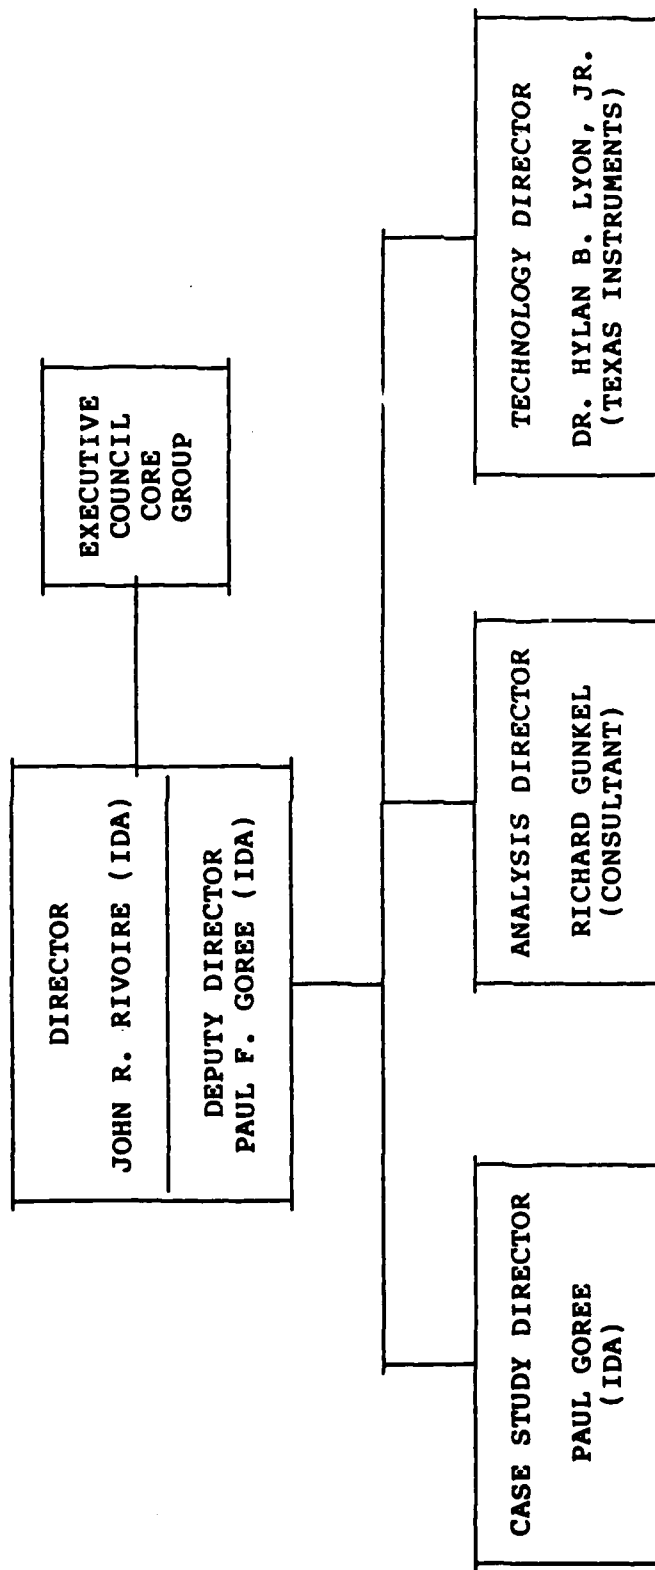 DIRECTOR
JOHN R. RIVOIRE (IDA)
DEPUTY DIRECTOR
PAUL F. GOREE (IDA)
EXECUTIVE
COUNCIL
CORE
GROUP
CASE STUDY DIRECTOR
PAUL GOREE
(IDA)
ANALYSIS DIRECTOR
RICHARD GUNKEL
(CONSULTANT)
TECHNOLOGY DIRECTOR
DR. HYLAN B. LYON, JR.
(TEXAS INSTRUMENTS)